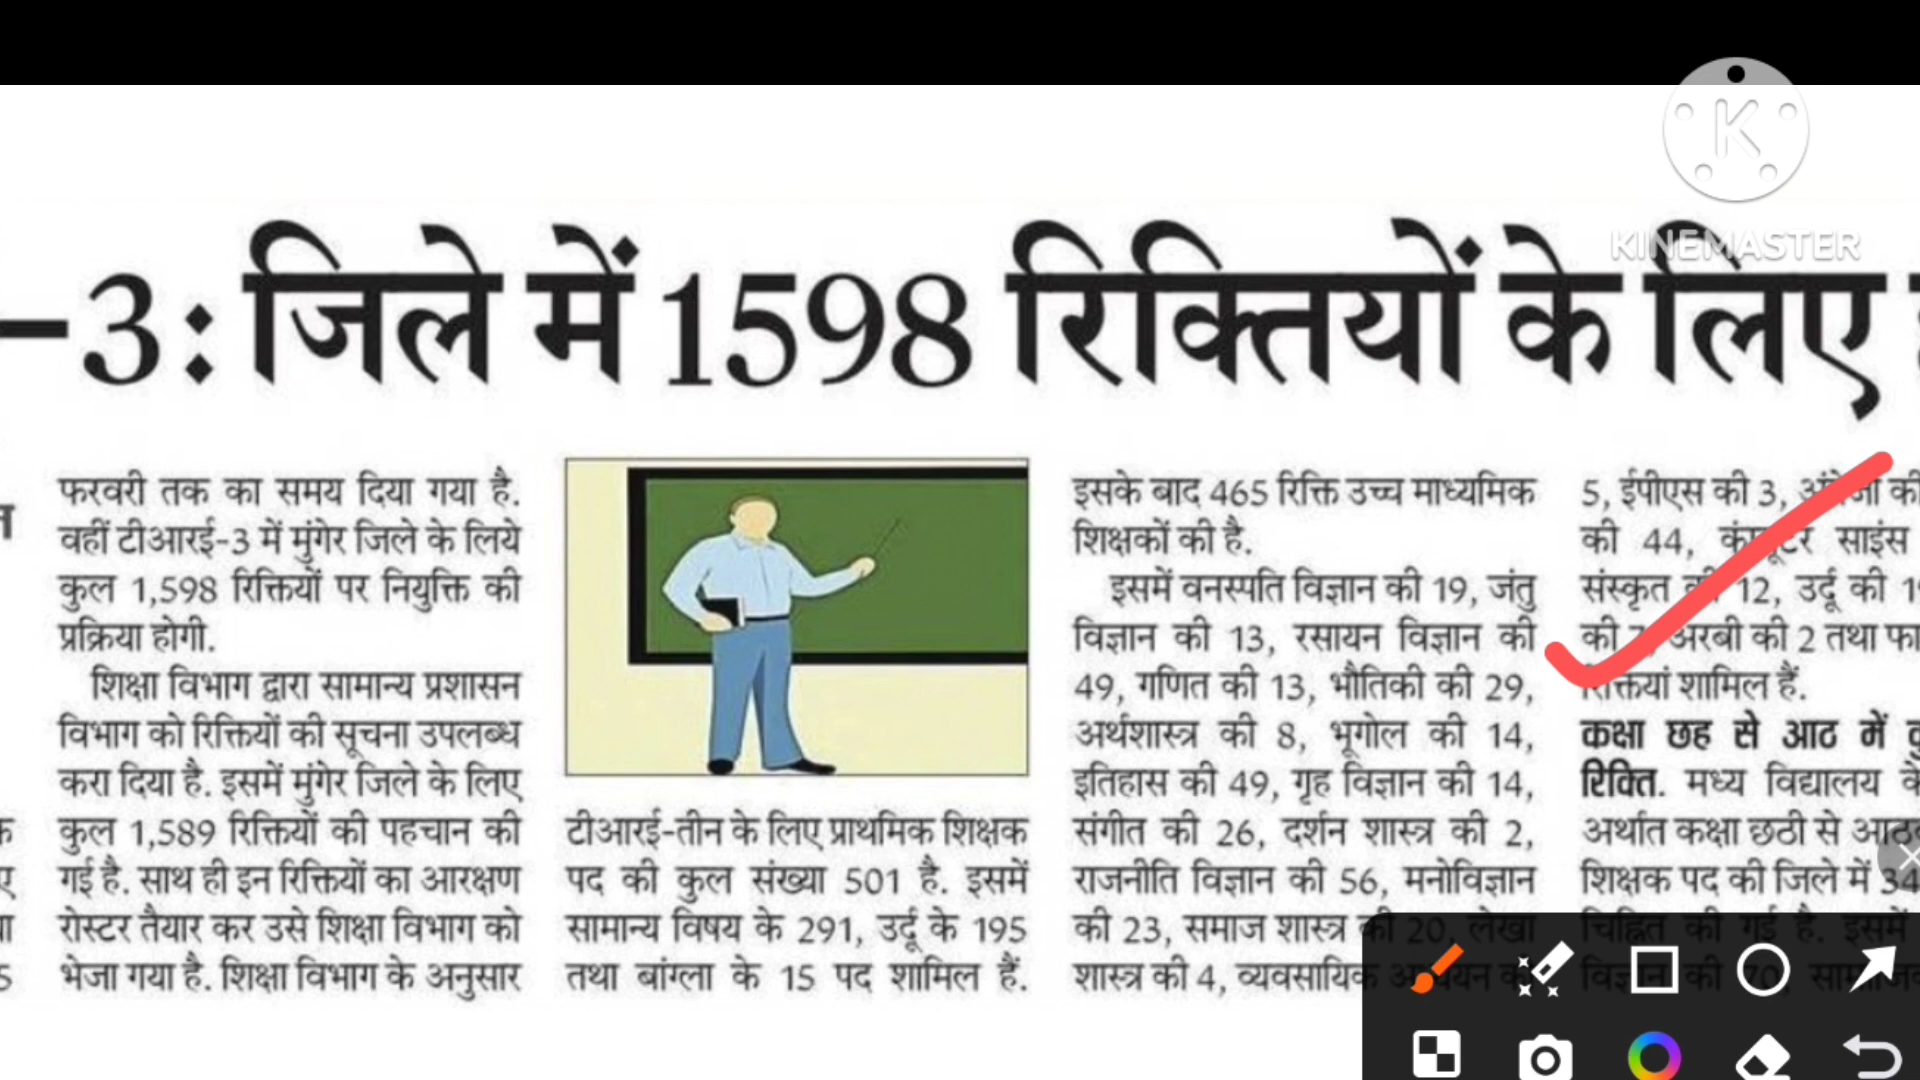 KINEMASTER
-3: जिले में 1598 रिक्तियों के लिए
फरवरी तक का समय दिया गया है.
वहीं टीआरई-3 में मुंगेर जिले के लिये
कुल 1,598 रिक्तियों पर नियुक्ति की
प्रक्रिया होगी.
शिक्षा विभाग द्वारा सामान्य प्रशासन
विभाग को रिक्तियों की सूचना उपलब्ध
करा दिया है. इसमें मुंगेर जिले के लिए
कुल 1,589 रिक्तियों की पहचान की
गई है. साथ ही इन रिक्तियों का आरक्षण
रोस्टर तैयार कर उसे शिक्षा विभाग को
भेजा गया है. शिक्षा विभाग के अनुसार
टीआरई-तीन के लिए प्राथमिक शिक्षक
पद की कुल संख्या 501 है. इसमें
सामान्य विषय के 291, उर्दू के 195
तथा बांग्ला के 15 पद शामिल हैं.
इसके बाद 465 रिक्ति उच्च माध्यमिक
शिक्षकों की है.
इसमें वनस्पति विज्ञान की 19, जंतु
विज्ञान की 13, रसायन विज्ञान की
49, गणित की 13, भौतिकी की 29,
अर्थशास्त्र की 8, भूगोल की 14,
इतिहास की 49, गृह विज्ञान की 14,
संगीत की 26, दर्शन शास्त्र की 2,
राजनीति विज्ञान की 56, मनोविज्ञान
की 23, समाज शास्त्र की 20, लेखा
शास्त्र की 4, व्यवसायिक
5, ईपीएस की 3, की
की 44, साइंस
संस्कृत की 12, उर्दू की
की अरबी की 2 तथा
रिक्तियां शामिल हैं.
कक्षा छह से आठ में
रिक्ति. मध्य विद्यालय
अर्थात कक्षा छठी से
शिक्षक पद की जिले में
चिह्नित की गई है. इसमें
विज्ञान की 70,